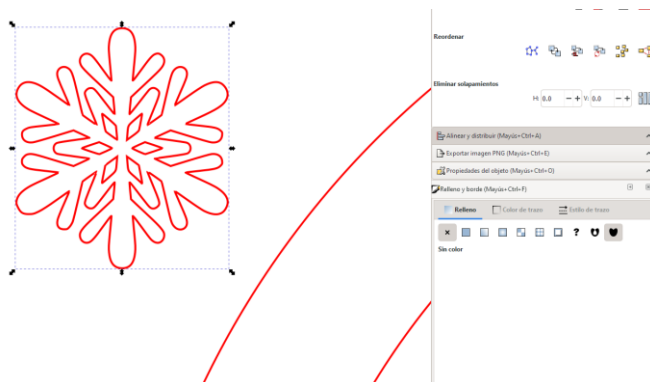 Reordenar
Eliminar solapamientos
H: 0.0 − + V: 0.0 − +
Alinear y distribuir (Mayús+Ctrl+A)
Exportar imagen PNG (Mayús+Ctrl+E)
Propiedades del objeto (Mayús+Ctrl+O)
Relleno y borde (Mayús+Ctrl+F)
Relleno Color de trazo Estilo de trazo
Sin color